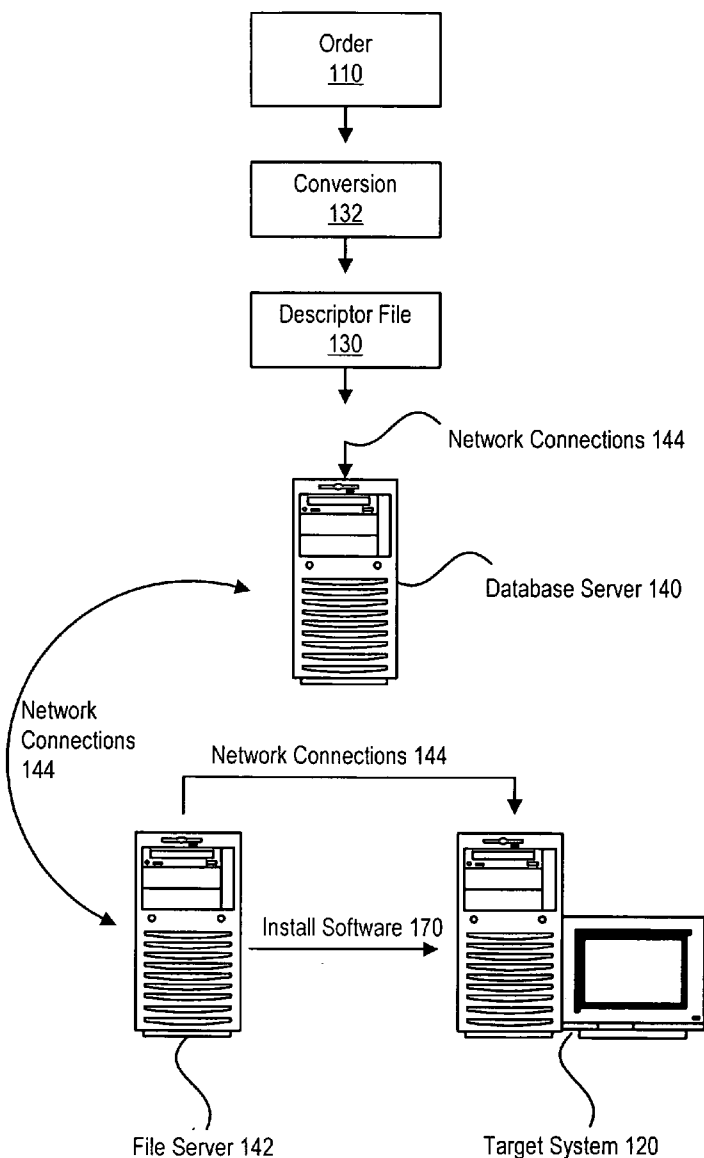 Order
110
Conversion
132
Descriptor File
130
Network Connections 144
Database Server 140
Network
Connections
144
Network Connections 144
Install Software 170
File Server 142
Target System 120